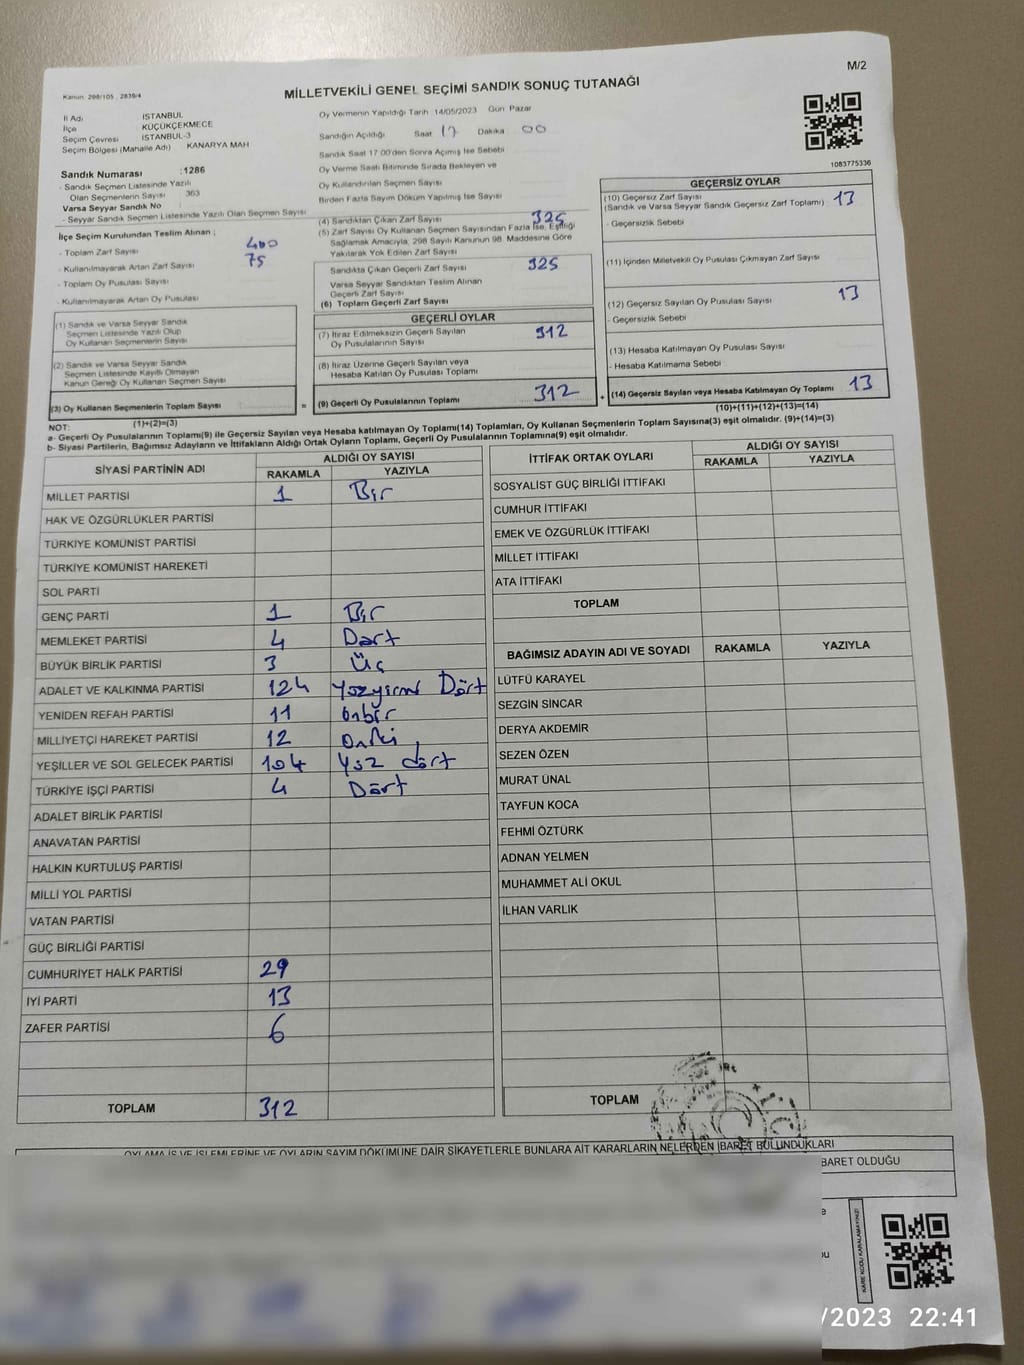 M/2
Kanun: 298/105 , 2839/4
MİLLETVEKİLİ GENEL SEÇİMİ SANDIK SONUÇ TUTANAĞI
İl Adı İSTANBUL
İlçe KÜÇÜKÇEKMECE
Seçim Çevresi İSTANBUL-3
Seçim Bölgesi (Mahalle Adı) KANARYA MAH
Sandık Numarası :1286
- Sandık Seçmen Listesinde Yazılı
Olan Seçmenlerin Sayısı 363
Varsa Seyyar Sandık No
- Seyyar Sandık Seçmen Listesinde Yazılı Olan Seçmen Sayısı
İlçe Seçim Kurulundan Teslim Alınan ;
- Toplam Zarf Sayısı 400
- Kullanılmayarak Artan Zarf Sayısı 75
- Toplam Oy Pusulası Sayısı
- Kullanılmayarak Artan Oy Pusulası
(1) Sandık ve Varsa Seyyar Sandık
Seçmen Listesinde Yazılı Olup
Oy Kullanan Seçmenlerin Sayısı
(2) Sandık ve Varsa Seyyar Sandık
Seçmen Listesinde Kayıtlı Olmayan
Kanun Gereği Oy Kullanan Seçmen Sayısı
(3) Oy Kullanan Seçmenlerin Toplam Sayısı
(1)+(2)=(3)
Oy Vermenin Yapıldığı Tarih 14/05/2023 Gün Pazar
Sandığın Açıldığı Saat 17 Dakika 00
Sandık Saat 17.00'den Sonra Açımış İse Sebebi
Oy Verme Saati Bitiminde Sırada Bekleyen ve
Oy Kullandırılan Seçmen Sayısı
Birden Fazla Sayım Döküm Yapılmış İse Sayısı
(4) Sandıktan Çıkan Zarf Sayısı 325
(5) Zarf Sayısı Oy Kullanan Seçmen Sayısından Fazla İse, Eşitliği
Sağlamak Amacıyla, 298 Sayılı Kanunun 98. Maddesine Göre
Yakılarak Yok Edilen Zarf Sayısı
Sandıkta Çıkan Geçerli Zarf Sayısı 325
Varsa Seyyar Sandıktan Teslim Alınan
Geçerli Zarf Sayısı
(6) Toplam Geçerli Zarf Sayısı
GEÇERLİ OYLAR
(7) İtiraz Edilmeksizin Geçerli Sayılan
Oy Pusulalarının Sayısı 312
(8) İtiraz Üzerine Geçerli Sayılan veya
Hesaba Katılan Oy Pusulası Toplamı
= (9) Geçerli Oy Pusulalarının Toplamı 312
1083775336
GEÇERSİZ OYLAR
(10) Geçersiz Zarf Sayısı
(Sandık ve Varsa Seyyar Sandık Geçersiz Zarf Toplamı) 13
- Geçersizlik Sebebi
(11) İçinden Milletvekili Oy Pusulası Çıkmayan Zarf Sayısı
(12) Geçersiz Sayılan Oy Pusulası Sayısı 13
- Geçersizlik Sebebi
(13) Hesaba Katılmayan Oy Pusulası Sayısı
- Hesaba Katılmama Sebebi
+ (14) Geçersiz Sayılan veya Hesaba Katılmayan Oy Toplamı 13
(10)+(11)+(12)+(13)=(14)
NOT:
a- Geçerli Oy Pusulalarının Toplamı(9) ile Geçersiz Sayılan veya Hesaba Katılmayan Oy Toplamı(14) Toplamları, Oy Kullanan Seçmenlerin Toplam Sayısına(3) eşit olmalıdır. (9)+(14)=(3)
b- Siyasi Partilerin, Bağımsız Adayların ve İttifakların Aldığı Ortak Oyların Toplamı, Geçerli Oy Pusulalarının Toplamına(9) eşit olmalıdır.
SİYASİ PARTİNİN ADI ALDIĞI OY SAYISI
RAKAMLA YAZIYLA
MİLLET PARTİSİ 1 Bir
HAK VE ÖZGÜRLÜKLER PARTİSİ
TÜRKİYE KOMÜNİST PARTİSİ
TÜRKİYE KOMÜNİST HAREKETİ
SOL PARTİ
GENÇ PARTİ 1 Bir
MEMLEKET PARTİSİ 4 Dört
BÜYÜK BİRLİK PARTİSİ 3 Üç
ADALET VE KALKINMA PARTİSİ 124 yüzyirmi Dört
YENİDEN REFAH PARTİSİ 11 onbir
MİLLİYETÇİ HAREKET PARTİSİ 12 oniki
YEŞİLLER VE SOL GELECEK PARTİSİ 104 Yüz dört
TÜRKİYE İŞÇİ PARTİSİ 4 Dört
ADALET BİRLİK PARTİSİ
ANAVATAN PARTİSİ
HALKIN KURTULUŞ PARTİSİ
MİLLİ YOL PARTİSİ
VATAN PARTİSİ
GÜÇ BİRLİĞİ PARTİSİ
CUMHURİYET HALK PARTİSİ 29
İYİ PARTİ 13
ZAFER PARTİSİ 6
TOPLAM 312
İTTİFAK ORTAK OYLARI ALDIĞI OY SAYISI
RAKAMLA YAZIYLA
SOSYALİST GÜÇ BİRLİĞİ İTTİFAKI
CUMHUR İTTİFAKI
EMEK VE ÖZGÜRLÜK İTTİFAKI
MİLLET İTTİFAKI
ATA İTTİFAKI
TOPLAM
BAĞIMSIZ ADAYIN ADI VE SOYADI RAKAMLA YAZIYLA
LÜTFÜ KARAYEL
SEZGİN SİNCAR
DERYA AKDEMİR
SEZEN ÖZEN
MURAT ÜNAL
TAYFUN KOCA
FEHMİ ÖZTÜRK
ADNAN YELMEN
MUHAMMET ALİ OKUL
İLHAN VARLIK
TOPLAM
OYLAMA İŞ VE İŞLEMLERİNE VE OYLARIN SAYIM DÖKÜMÜNE DAİR ŞİKAYETLERLE BUNLARA AİT KARARLARIN NELERDEN İBARET BULUNDUKLARI
BARET OLDUĞU
KARE KODU KARALAMAYINIZ!
/2023 22:41